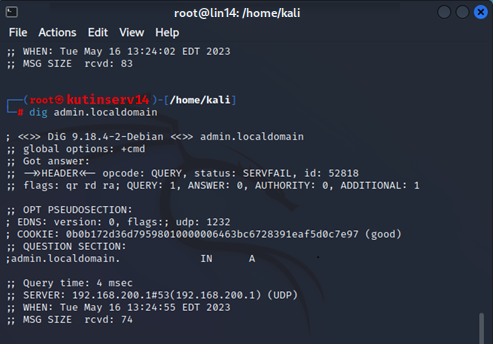 root@lin14: /home/kali
File Actions Edit View Help
;; WHEN: Tue May 16 13:24:02 EDT 2023
;; MSG SIZE rcvd: 83
┌──(root㉿kutinserv14)-[/home/kali]
└─# dig admin.localdomain
; <<>> DiG 9.18.4-2-Debian <<>> admin.localdomain
;; global options: +cmd
;; Got answer:
;; ->>HEADER<<- opcode: QUERY, status: SERVFAIL, id: 52818
;; flags: qr rd ra; QUERY: 1, ANSWER: 0, AUTHORITY: 0, ADDITIONAL: 1
;; OPT PSEUDOSECTION:
; EDNS: version: 0, flags:; udp: 1232
; COOKIE: 0b0b172d36d79598010000006463bc6728391eaf5d0c7e97 (good)
;; QUESTION SECTION:
;admin.localdomain. IN A
;; Query time: 4 msec
;; SERVER: 192.168.200.1#53(192.168.200.1) (UDP)
;; WHEN: Tue May 16 13:24:55 EDT 2023
;; MSG SIZE rcvd: 74